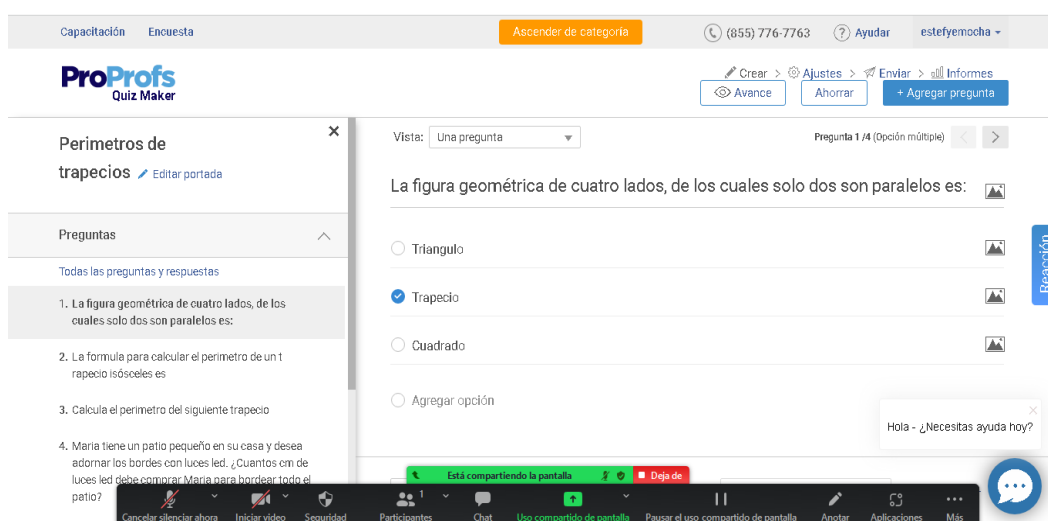 Capacitación Encuesta Ascender de categoría (855) 776-7763 Ayudar estefyemocha
ProProfs
Quiz Maker
Crear > Ajustes > Enviar > Informes
Avance Ahorrar + Agregar pregunta
Perimetros de
trapecios Editar portada
Preguntas
Todas las preguntas y respuestas
1. La figura geométrica de cuatro lados, de los
cuales solo dos son paralelos es:
2. La formula para calcular el perimetro de un t
rapecio isósceles es
3. Calcula el perimetro del siguiente trapecio
4. Maria tiene un patio pequeño en su casa y desea
adornar los bordes con luces led. ¿Cuantos cm de
luces led debe comprar Maria para bordear todo el
patio?
Vista: Una pregunta Pregunta 1 /4 (Opción múltiple)
La figura geométrica de cuatro lados, de los cuales solo dos son paralelos es:
Triangulo
Trapecio
Cuadrado
Agregar opción
Reacción
Hola - ¿Necesitas ayuda hoy?
Está compartiendo la pantalla Deja de
1
Cancelar silenciar ahora Iniciar video Seguridad Participantes Chat Uso compartido de pantalla Pausar el uso compartido de pantalla Anotar Aplicaciones Más